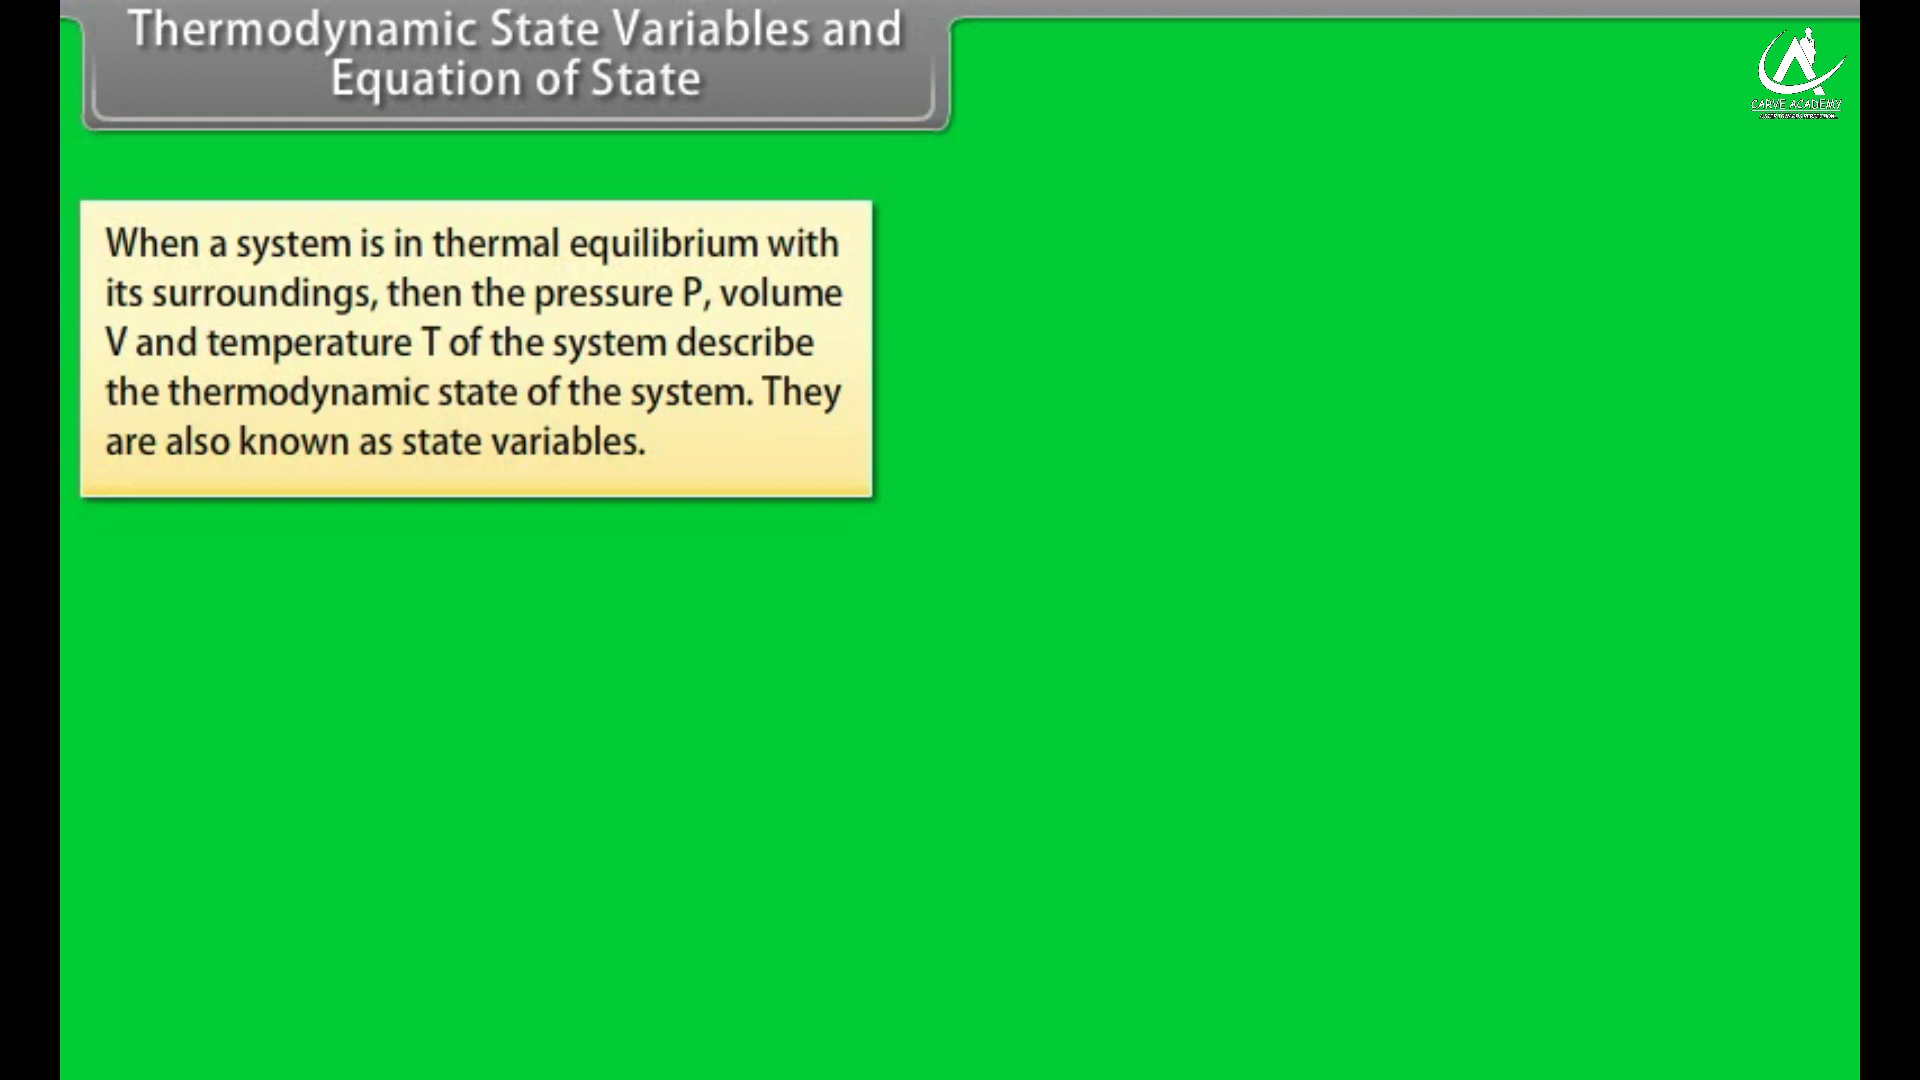 Thermodynamic State Variables and
Equation of State
CARVE ACADEMY
When a system is in thermal equilibrium with
its surroundings, then the pressure P, volume
V and temperature T of the system describe
the thermodynamic state of the system. They
are also known as state variables.